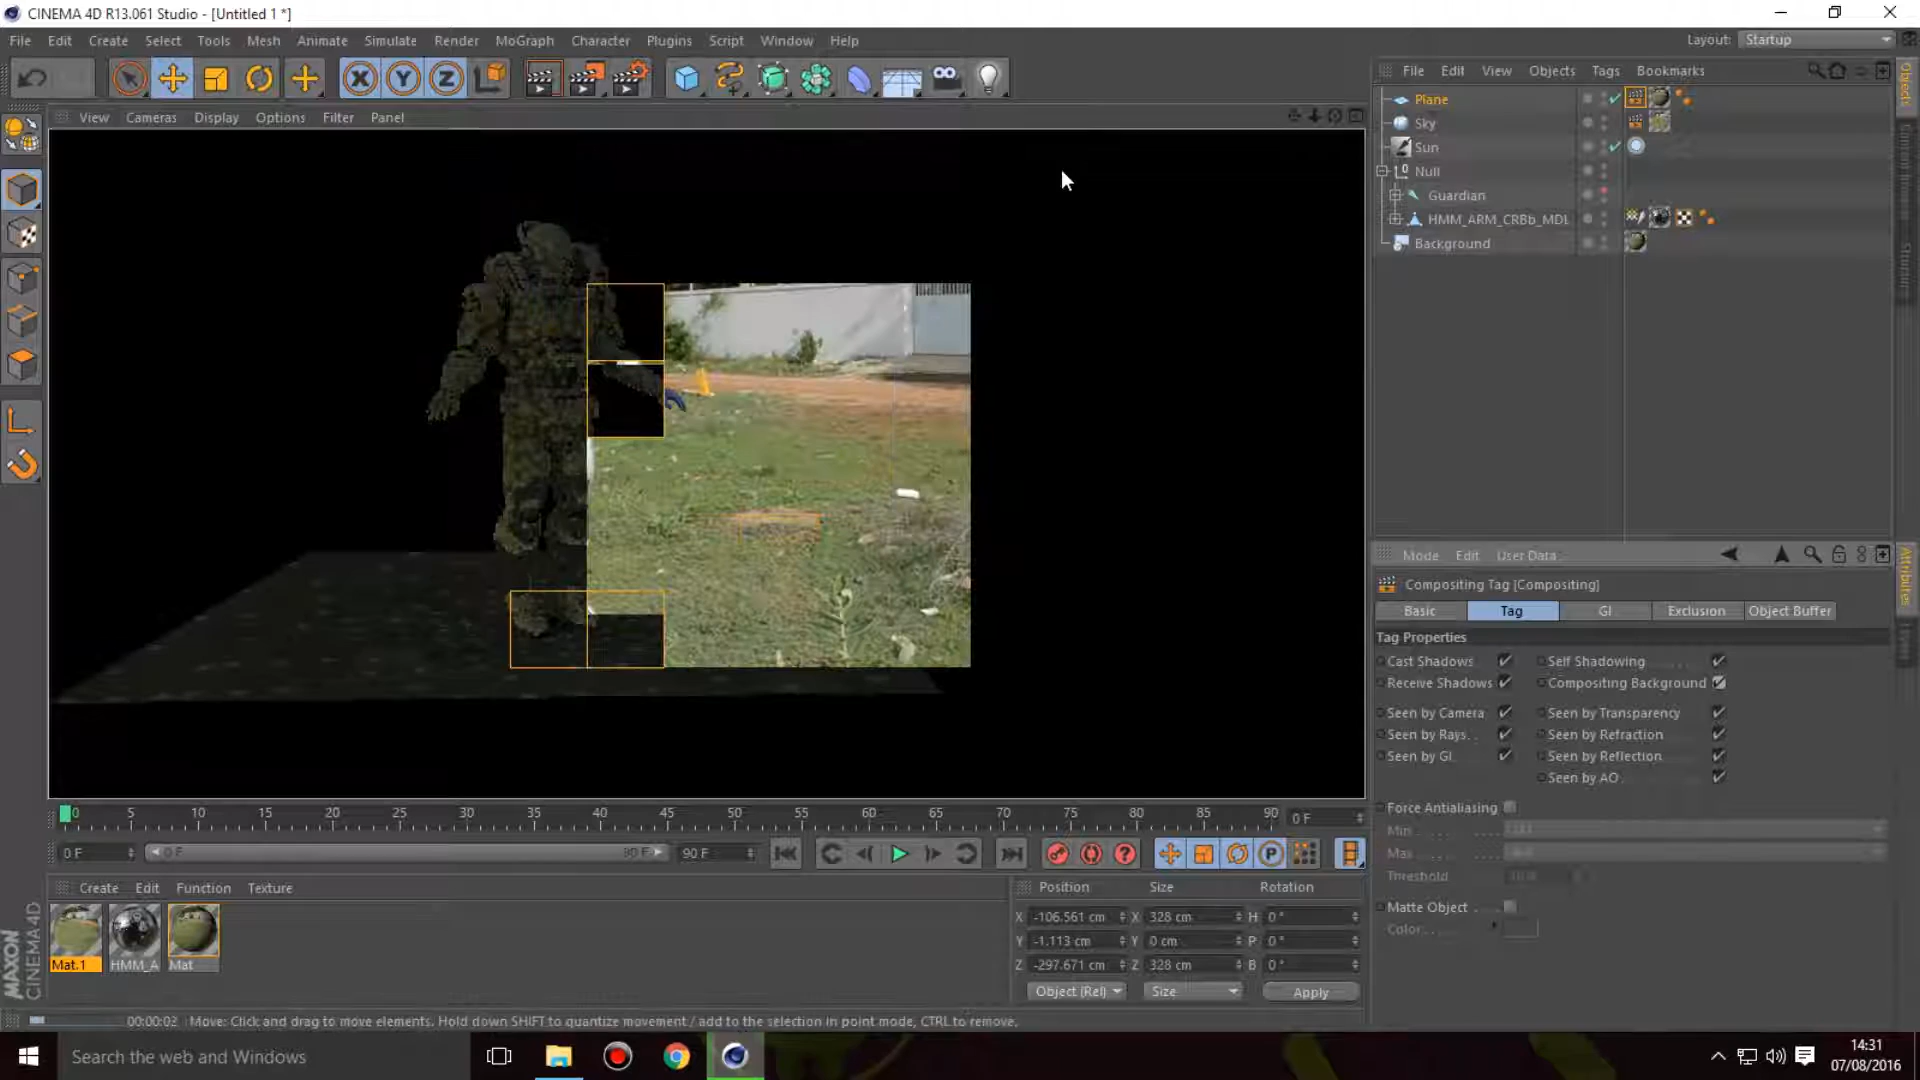 CINEMA 4D R13.061 Studio - [Untitled 1 *]
File Edit Create Select Tools Mesh Animate Simulate Render MoGraph Character Plugins Script Window Help
Layout: Startup
File Edit View Objects Tags Bookmarks
X Y Z
View Cameras Display Options Filter Panel
Plane
Sky
Sun
Null
Guardian
HMM_ARM_CRBb_MDL
Background
Objects
Structure
Attributes
Mode Edit User Data
Compositing Tag [Compositing]
Basic Tag GI Exclusion Object Buffer
Tag Properties
Cast Shadows Self Shadowing
Receive Shadows Compositing Background
Seen by Camera Seen by Transparency
Seen by Rays. . Seen by Refraction
Seen by GI Seen by Reflection
Seen by AO
Force Antialiasing
Min
Max
Threshold
Matte Object
Color
0 5 10 15 20 25 30 35 40 45 50 55 60 65 70 75 80 85 90 0 F
0 F 0 F 90 F 90 F
Create Edit Function Texture
Mat.1 HMM_A Mat
Position Size Rotation
X -106.561 cm X 328 cm H 0 °
Y -1.113 cm Y 0 cm P 0 °
Z -297.671 cm Z 328 cm B 0 °
Object (Rel) Size Apply
MAXON
CINEMA4D
00:00:02 Move: Click and drag to move elements. Hold down SHIFT to quantize movement / add to the selection in point mode, CTRL to remove.
Search the web and Windows
14:31
07/08/2016